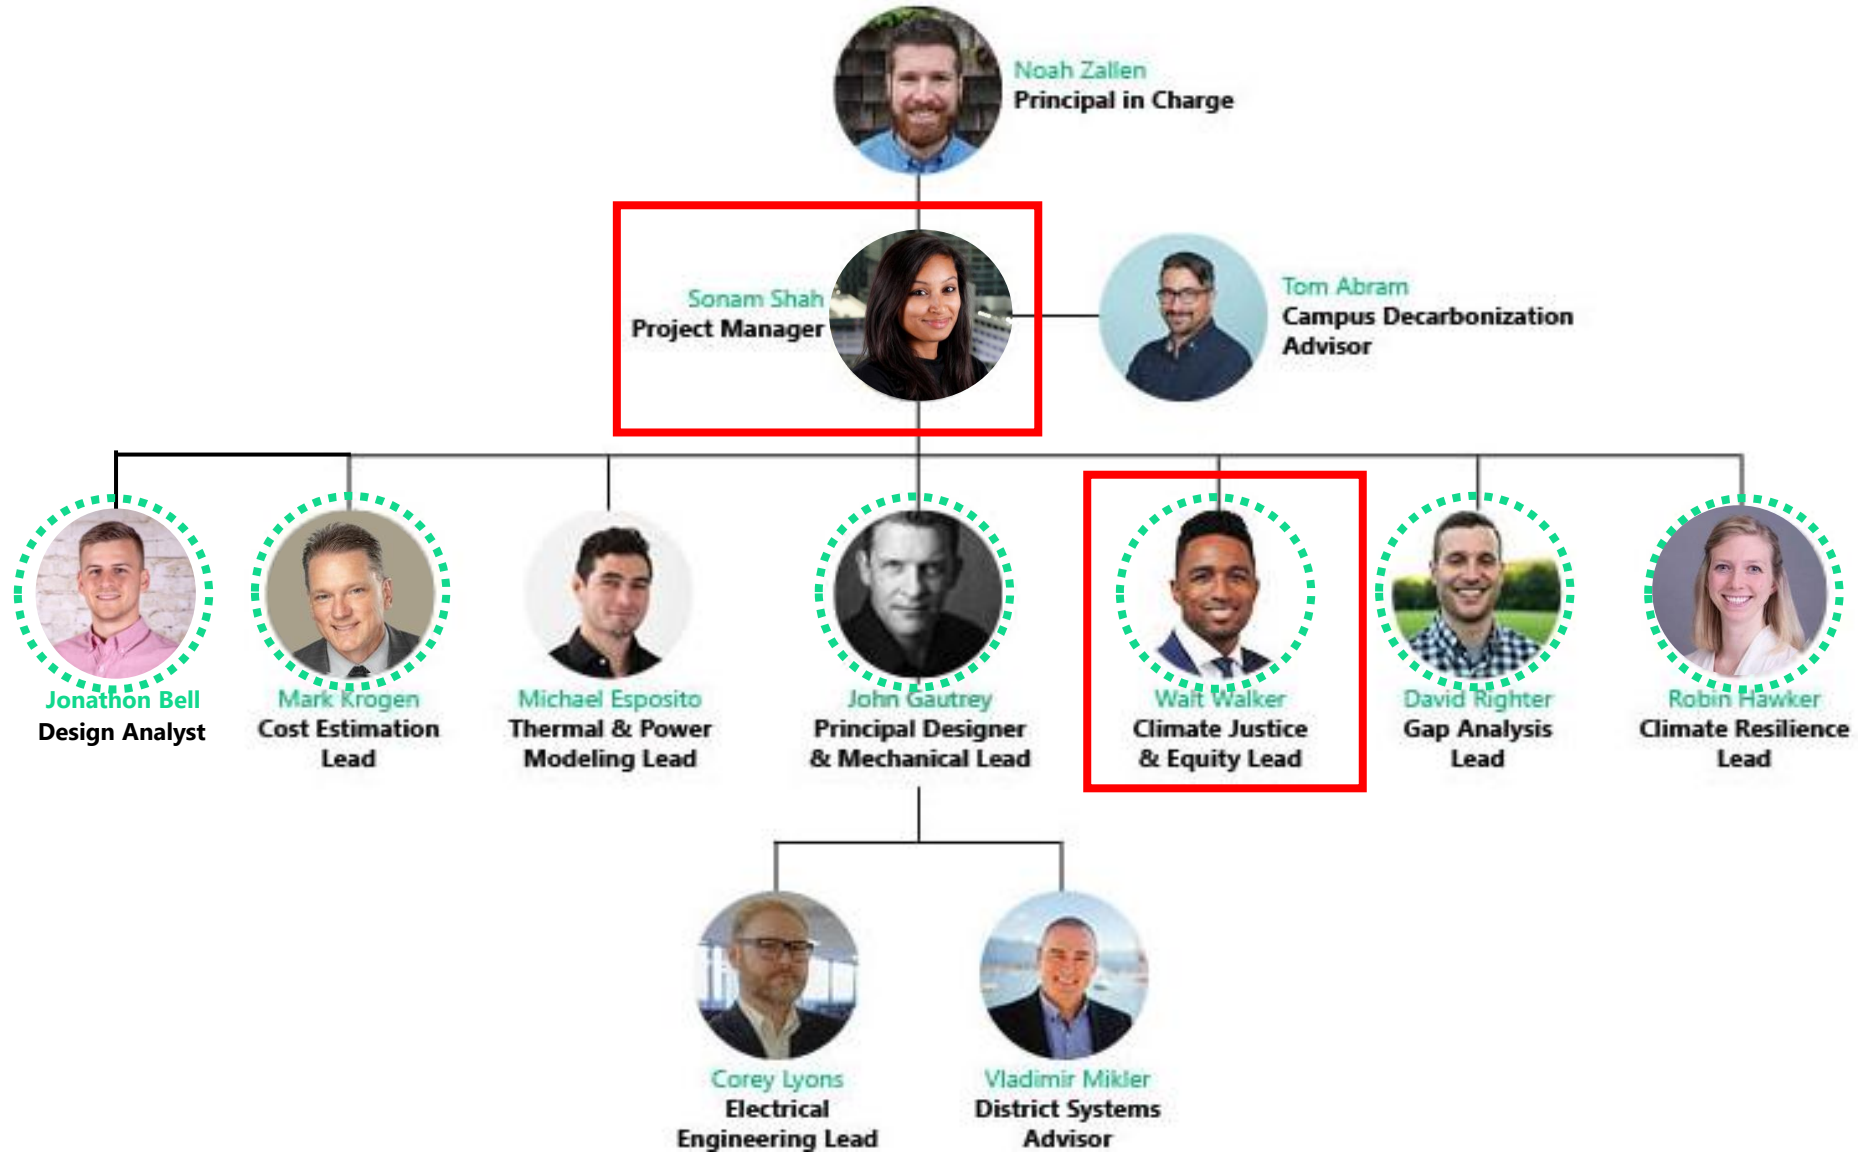 Noah Zallen
Principal in Charge
Sonam Shah
Project Manager
Tom Abram
Campus Decarbonization
Advisor
Jonathon Bell
Design Analyst
Mark Krogen
Cost Estimation
Lead
Michael Esposito
Thermal & Power
Modeling Lead
John Gautrey
Principal Designer
& Mechanical Lead
Walt Walker
Climate Justice
& Equity Lead
David Righter
Gap Analysis
Lead
Robin Hawker
Climate Resilience
Lead
Corey Lyons
Electrical
Engineering Lead
Vladimir Mikler
District Systems
Advisor